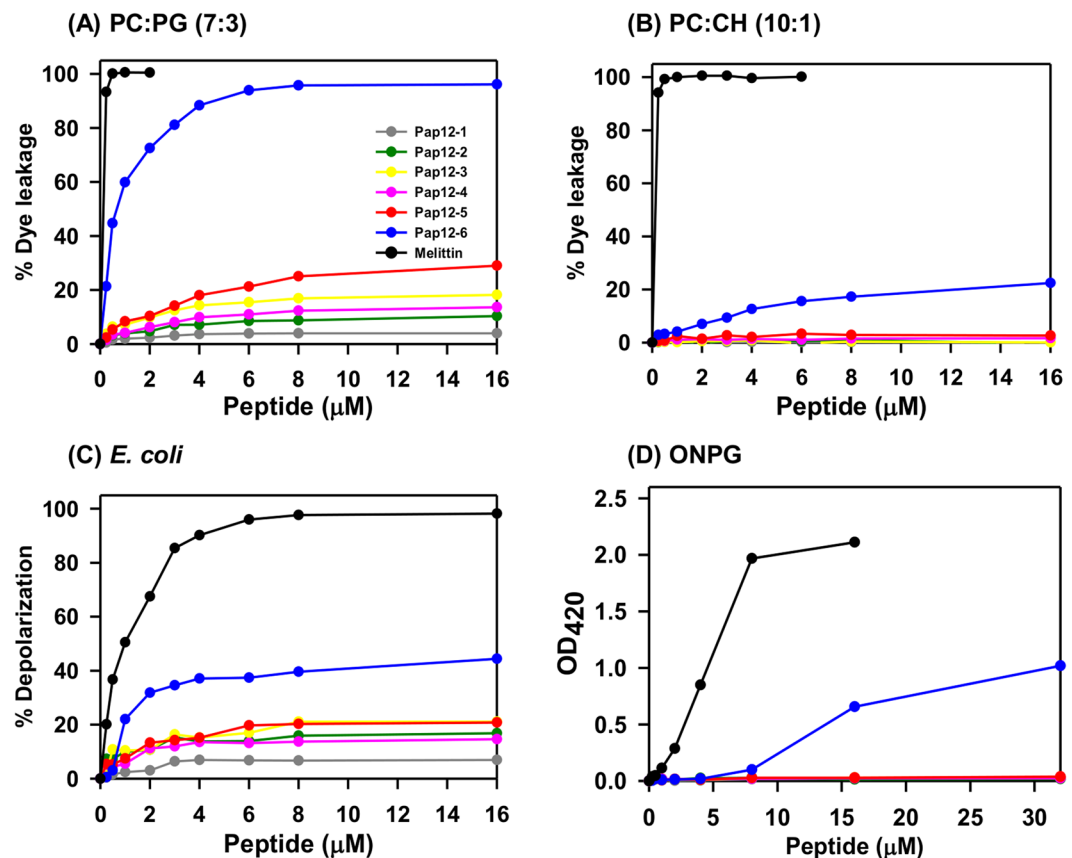 (A) PC:PG (7:3)
% Dye leakage
100
80
60
40
20
0
Pap12-1
Pap12-2
Pap12-3
Pap12-4
Pap12-5
Pap12-6
Melittin
0 2 4 6 8 10 12 14 16
Peptide (μM)
(B) PC:CH (10:1)
% Dye leakage
100
80
60
40
20
0
0 2 4 6 8 10 12 14 16
Peptide (μM)
(C) E. coli
% Depolarization
100
80
60
40
20
0
0 2 4 6 8 10 12 14 16
Peptide (μM)
(D) ONPG
OD420
2.5
2.0
1.5
1.0
0.5
0.0
0 5 10 15 20 25 30
Peptide (μM)